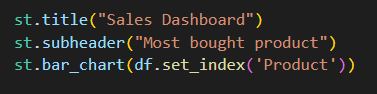 st.title("Sales Dashboard")
st.subheader("Most bought product")
st.bar_chart(df.set_index('Product'))